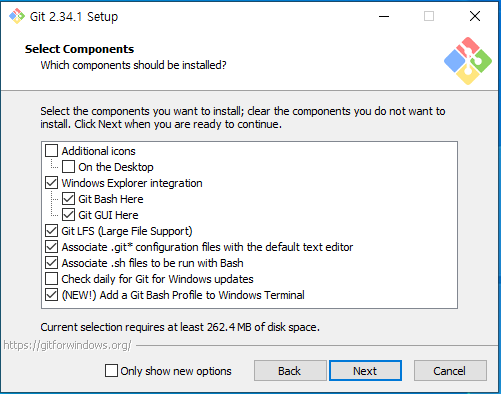 Git 2.34.1 Setup
Select Components
Which components should be installed?
Select the components you want to install; clear the components you do not want to
install. Click Next when you are ready to continue.
Additional icons
On the Desktop
Windows Explorer integration
Git Bash Here
Git GUI Here
Git LFS (Large File Support)
Associate .git* configuration files with the default text editor
Associate .sh files to be run with Bash
Check daily for Git for Windows updates
(NEW!) Add a Git Bash Profile to Windows Terminal
Current selection requires at least 262.4 MB of disk space.
https://gitforwindows.org/
Only show new options
Back
Next
Cancel